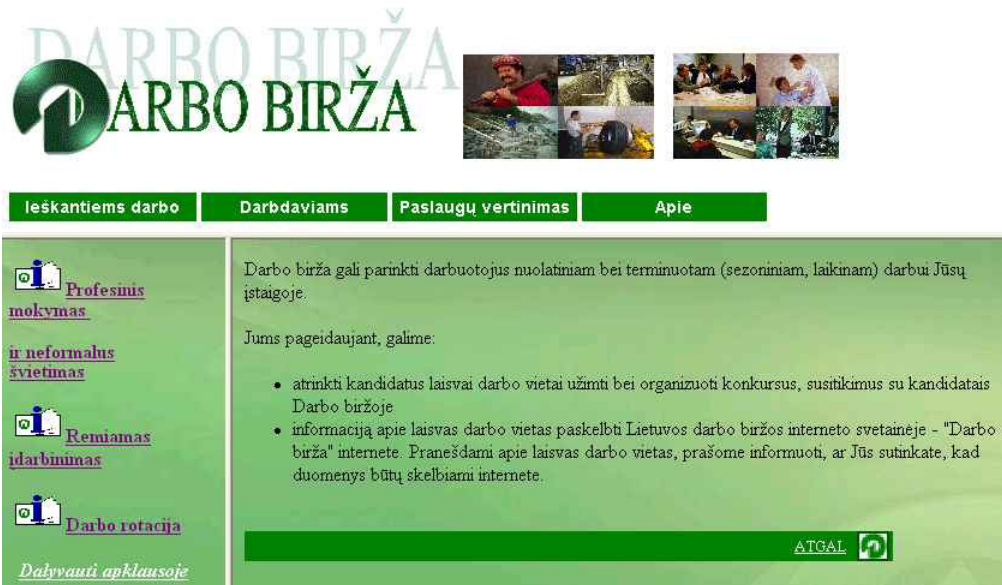 DARBO BIRŽA
DARBO BIRŽA
Ieškantiems darbo
Darbdaviams
Paslaugų vertinimas
Apie
Profesinis
mokymas
ir neformalus
švietimas
Remiamas
įdarbinimas
Darbo rotacija
Dalyvauti apklausoje
Darbo birža gali parinkti darbuotojus nuolatiniam bei terminuotam (sezoniniam, laikinam) darbui Jūsų
įstaigoje.
Jums pageidaujant, galime:
• atrinkti kandidatus laisvai darbo vietai užimti bei organizuoti konkursus, susitikimus su kandidatais
Darbo biržoje
• informaciją apie laisvas darbo vietas paskelbti Lietuvos darbo biržos interneto svetainėje - "Darbo
birža" internete. Pranešdami apie laisvas darbo vietas, prašome informuoti, ar Jūs sutinkate, kad
duomenys būtų skelbiami internete.
ATGAL